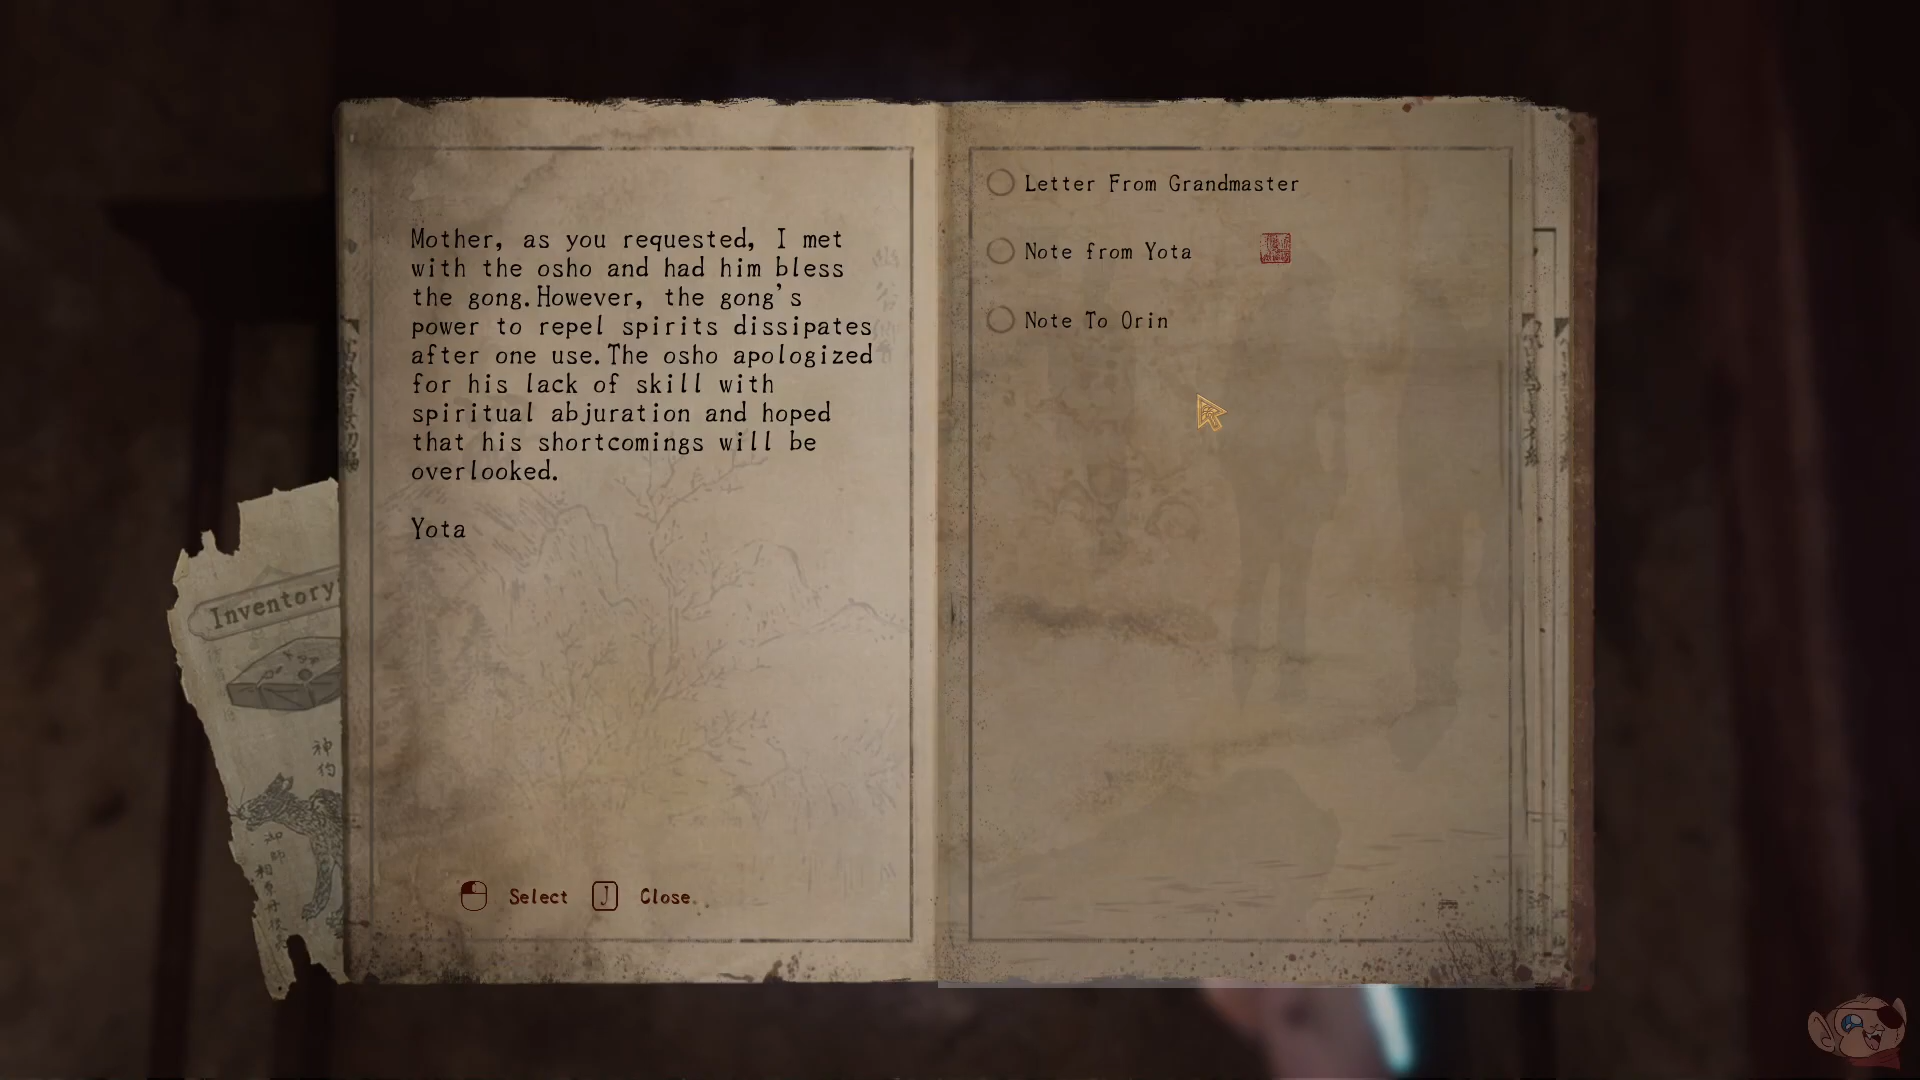 Mother, as you requested, I met
with the osho and had him bless
the gong.However, the gong's
power to repel spirits dissipates
after one use.The osho apologized
for his lack of skill with
spiritual abjuration and hoped
that his shortcomings will be
overlooked.
Yota
Select J Close
Letter From Grandmaster
Note from Yota
Note To Orin
Inventory
神